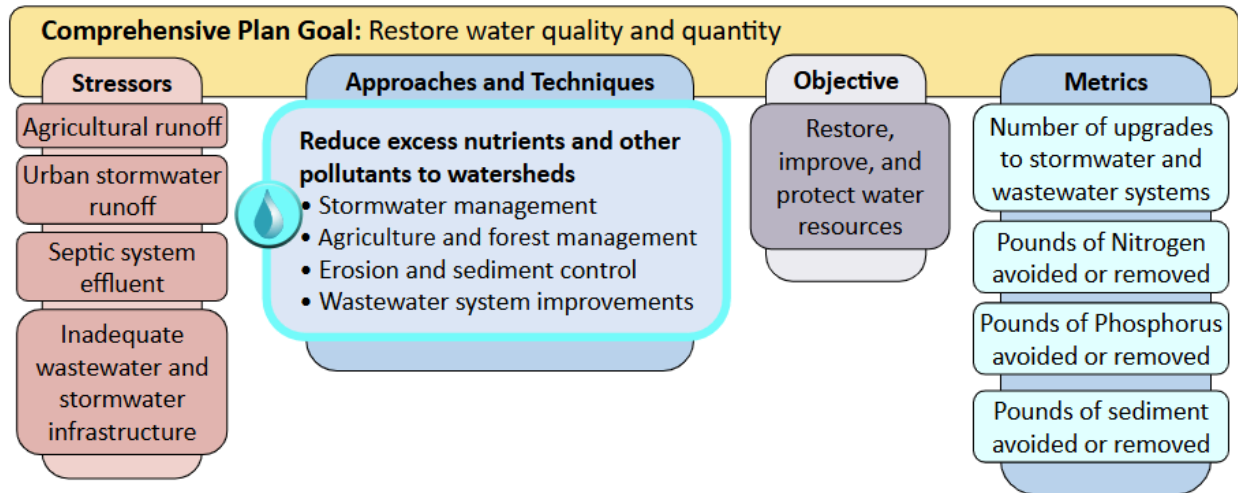 Comprehensive Plan Goal: Restore water quality and quantity
Stressors
Agricultural runoff
Urban stormwater
runoff
Septic system
effluent
Inadequate
wastewater and
stormwater
infrastructure
Approaches and Techniques
Reduce excess nutrients and other
pollutants to watersheds
• Stormwater management
• Agriculture and forest management
• Erosion and sediment control
• Wastewater system improvements
Objective
Restore,
improve, and
protect water
resources
Metrics
Number of upgrades
to stormwater and
wastewater systems
Pounds of Nitrogen
avoided or removed
Pounds of Phosphorus
avoided or removed
Pounds of sediment
avoided or removed